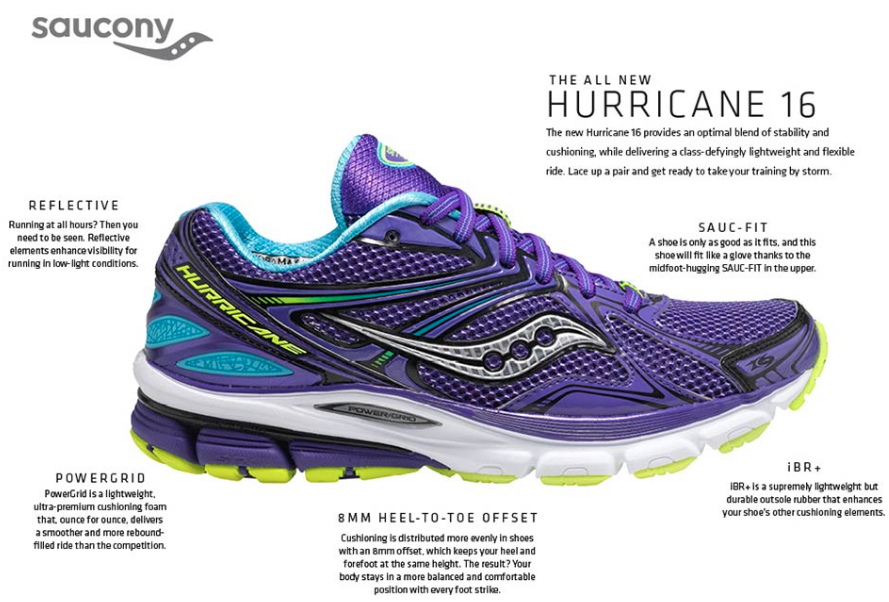 saucony
THE ALL NEW
HURRICANE 16
The new Hurricane 16 provides an optimal blend of stability and
cushioning, while delivering a class-defyingly lightweight and flexible
ride. Lace up a pair and get ready to take your training by storm.
REFLECTIVE
Running at all hours? Then you
need to be seen. Reflective
elements enhance visibility for
running in low-light conditions.
SAUC-FIT
A shoe is only as good as it fits, and this
shoe will fit like a glove thanks to the
midfoot-hugging SAUC-FIT in the upper.
HURRICANE
16
POWERGRID
POWERGRID
PowerGrid is a lightweight,
ultra-premium cushioning foam
that, ounce for ounce, delivers
a smoother and more rebound-
filled ride than the competition.
iBR+
iBR+ is a supremely lightweight but
durable outsole rubber that enhances
your shoe's other cushioning elements.
8MM HEEL-TO-TOE OFFSET
Cushioning is distributed more evenly in shoes
with an 8mm offset, which keeps your heel and
forefoot at the same height. The result? Your
body stays in a more balanced and comfortable
position with every foot strike.